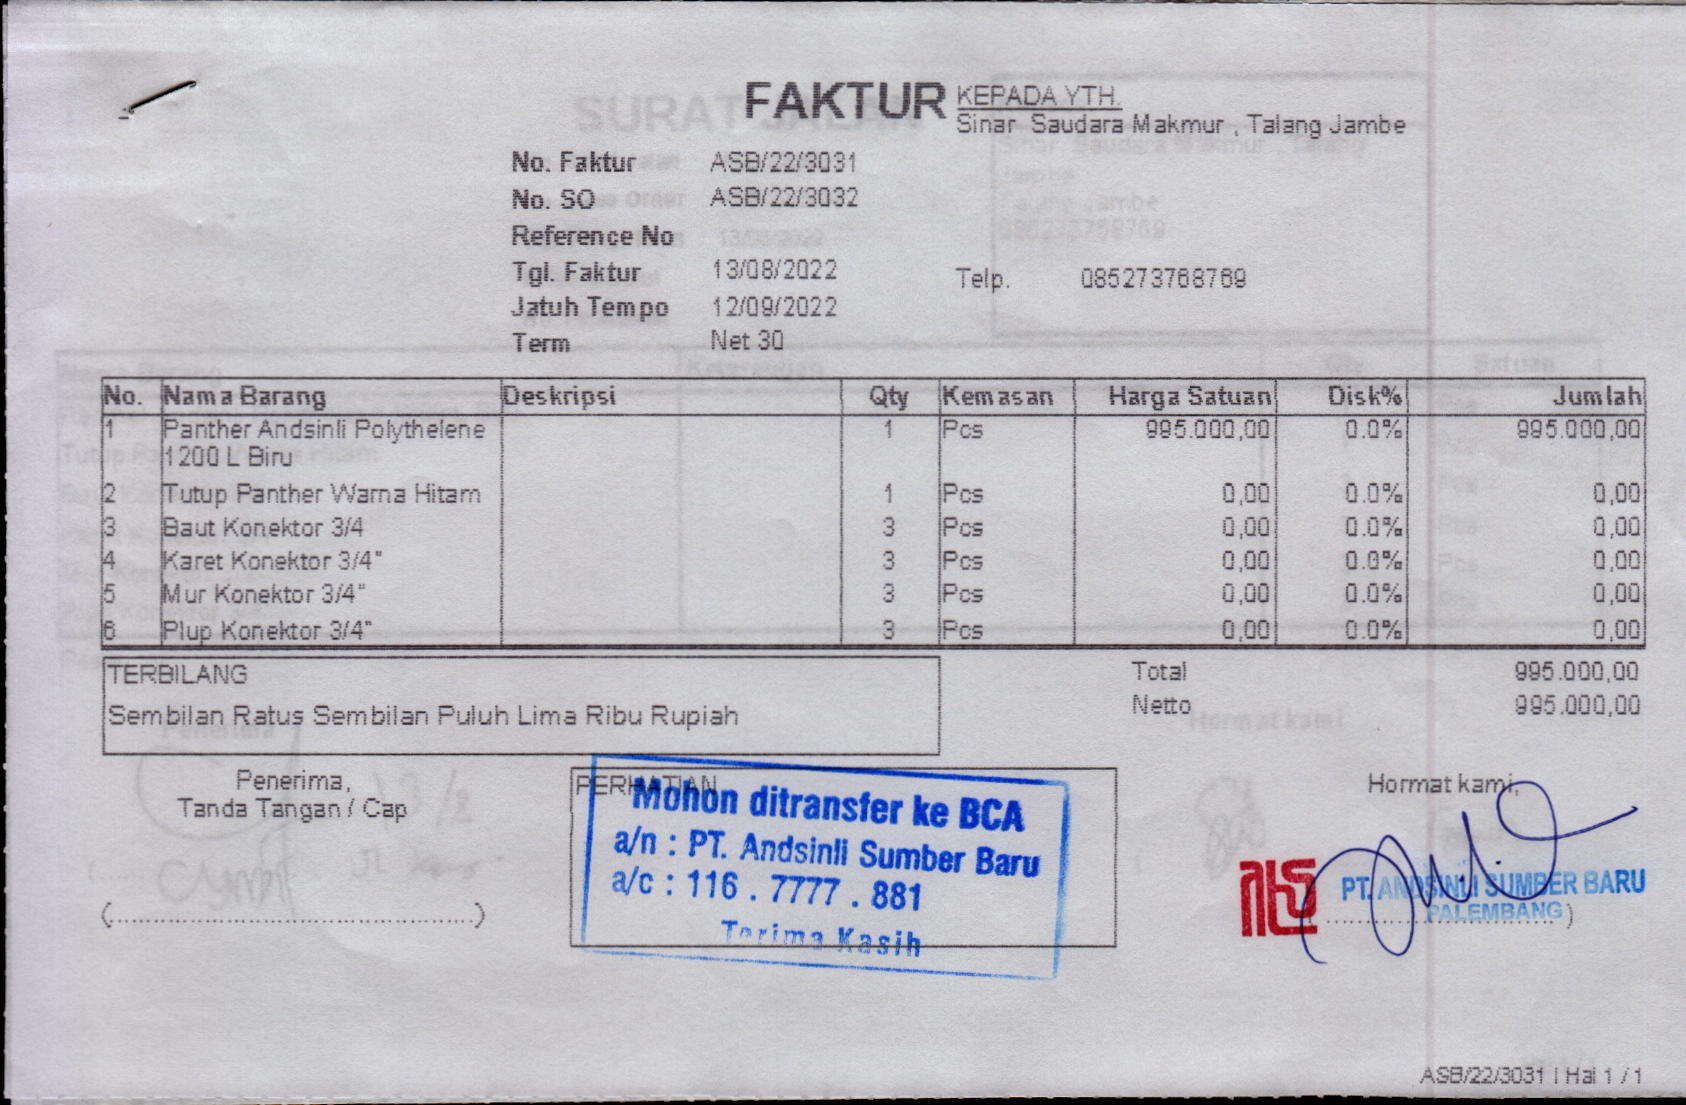 FAKTUR
KEPADA YTH.
Sinar Saudara Makmur , Talang Jambe
No. Faktur ASB/22/3031
No. SO ASB/22/3032
Reference No
Tgl. Faktur 13/08/2022
Telp. 085273768769
Jatuh Tempo 12/09/2022
Term Net 30
No. Nama Barang Deskripsi Qty Kemasan Harga Satuan Disk% Jumlah
1 Panther Andsinli Polythelene 1 Pcs 995.000,00 0.0% 995.000,00
1200 L Biru
2 Tutup Panther Warna Hitam 1 Pcs 0,00 0.0% 0,00
3 Baut Konektor 3/4 3 Pcs 0,00 0.0% 0,00
4 Karet Konektor 3/4" 3 Pcs 0,00 0.0% 0,00
5 Mur Konektor 3/4" 3 Pcs 0,00 0.0% 0,00
6 Plup Konektor 3/4" 3 Pcs 0,00 0.0% 0,00
TERBILANG
Sembilan Ratus Sembilan Puluh Lima Ribu Rupiah
Total 995.000,00
Netto 995.000,00
Penerima,
Tanda Tangan / Cap
(..........................................)
PERHATIAN
Mohon ditransfer ke BCA
a/n : PT. Andsinli Sumber Baru
a/c : 116 . 7777 . 881
Terima Kasih
Hormat kami,
PT. ANDSINLI SUMBER BARU
PALEMBANG
ASB/22/3031 | Hal 1 / 1